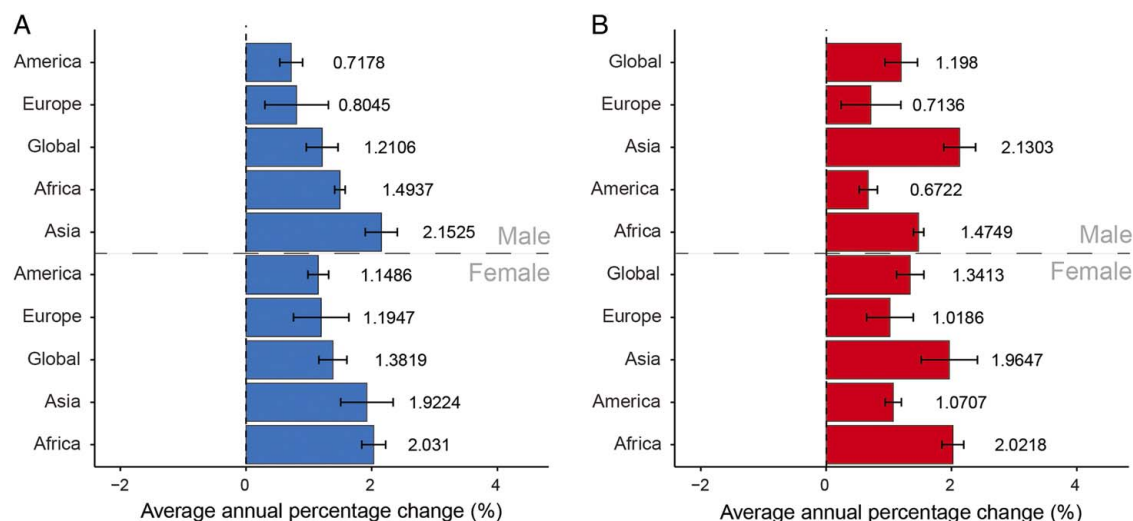 A
America 0.7178
Europe 0.8045
Global 1.2106
Africa 1.4937
Asia 2.1525
Male
Female
America 1.1486
Europe 1.1947
Global 1.3819
Asia 1.9224
Africa 2.031
−2 0 2 4
Average annual percentage change (%)
B
Global 1.198
Europe 0.7136
Asia 2.1303
America 0.6722
Africa 1.4749
Male
Female
Global 1.3413
Europe 1.0186
Asia 1.9647
America 1.0707
Africa 2.0218
−2 0 2 4
Average annual percentage change (%)